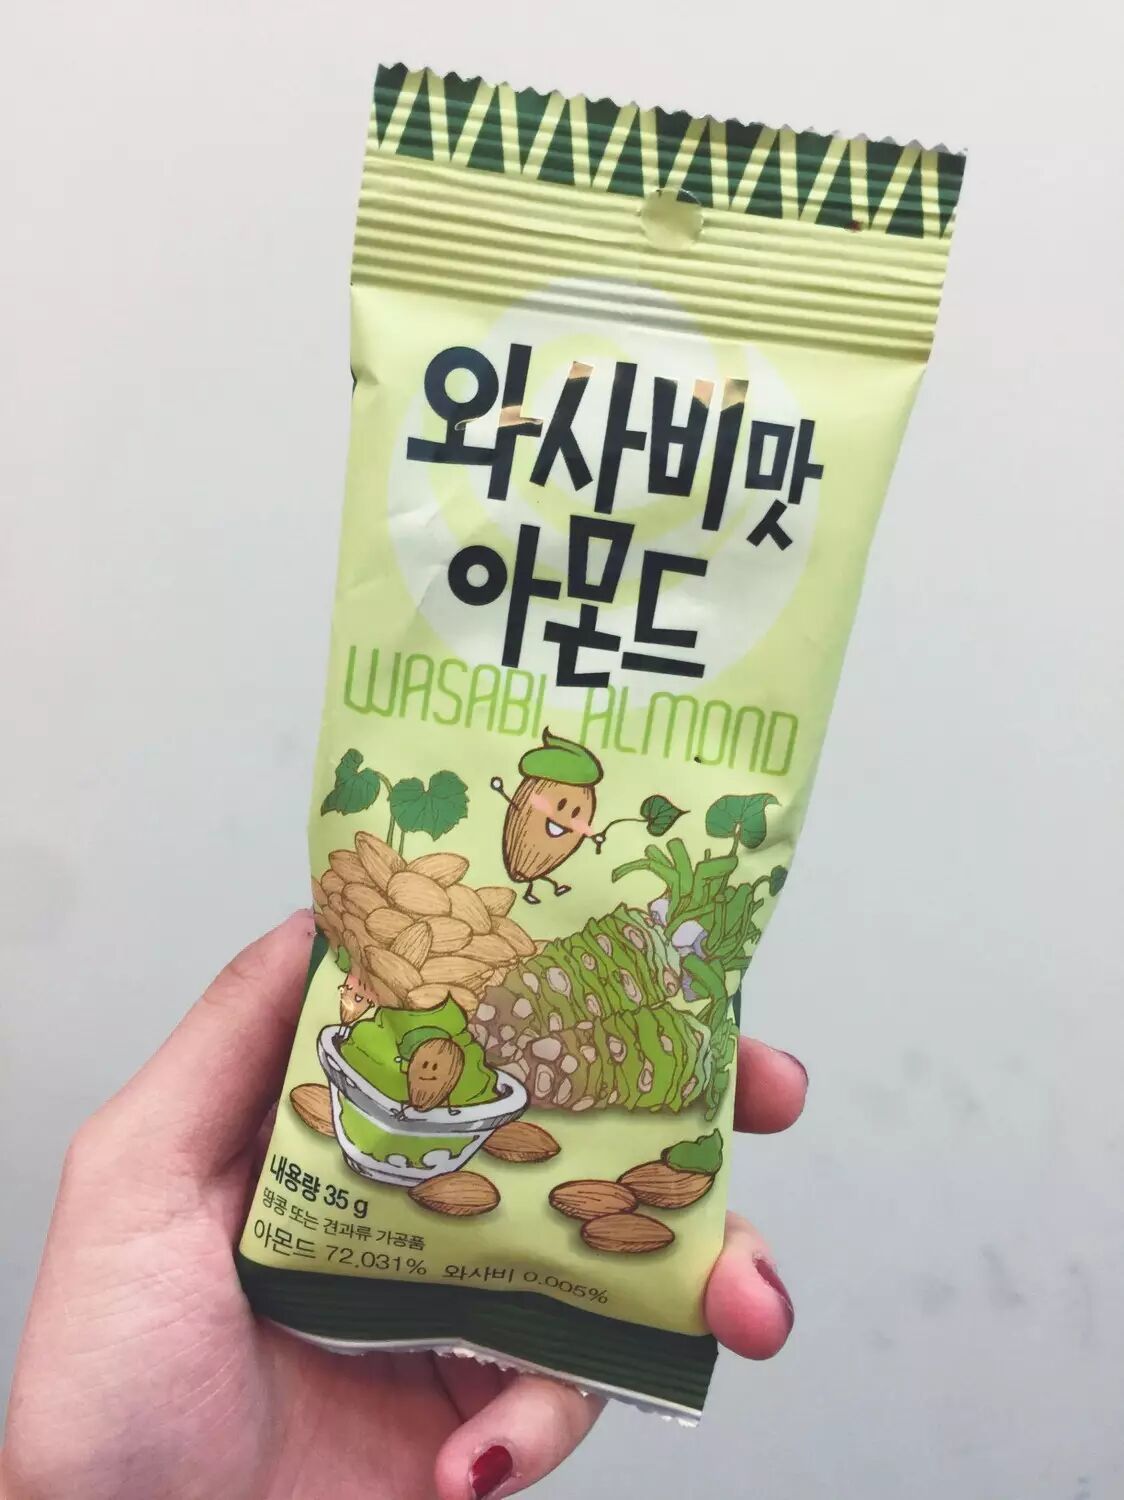 와사비맛
아몬드
WASABI ALMOND
내용량 35 g
땅콩 또는 견과류 가공품
아몬드 72.031% 와사비 0.005%